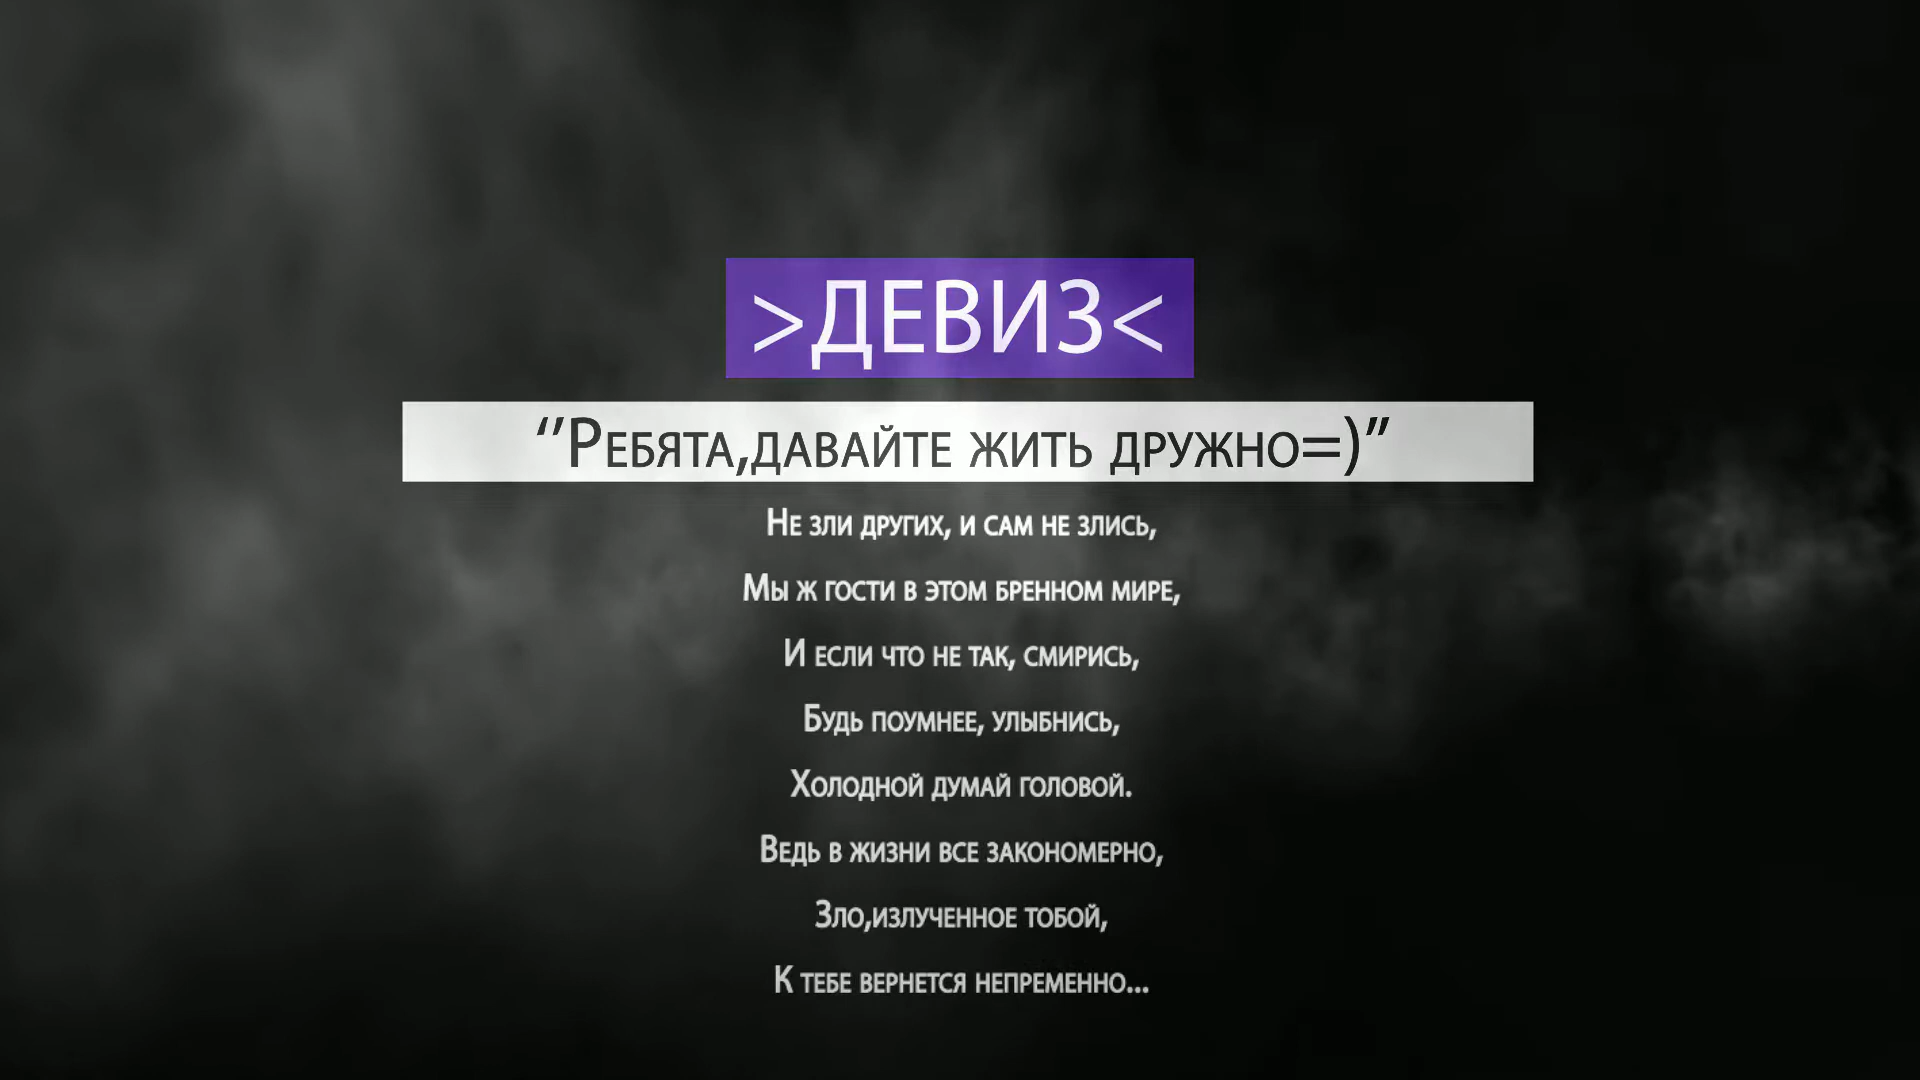 >ДЕВИЗ<
‘’Ребята,давайте жить дружно=)”
Не зли других, и сам не злись,
Мы ж гости в этом бренном мире,
И если что не так, смирись,
Будь поумнее, улыбнись,
Холодной думай головой.
Ведь в жизни все закономерно,
Зло,излученное тобой,
К тебе вернется непременно...